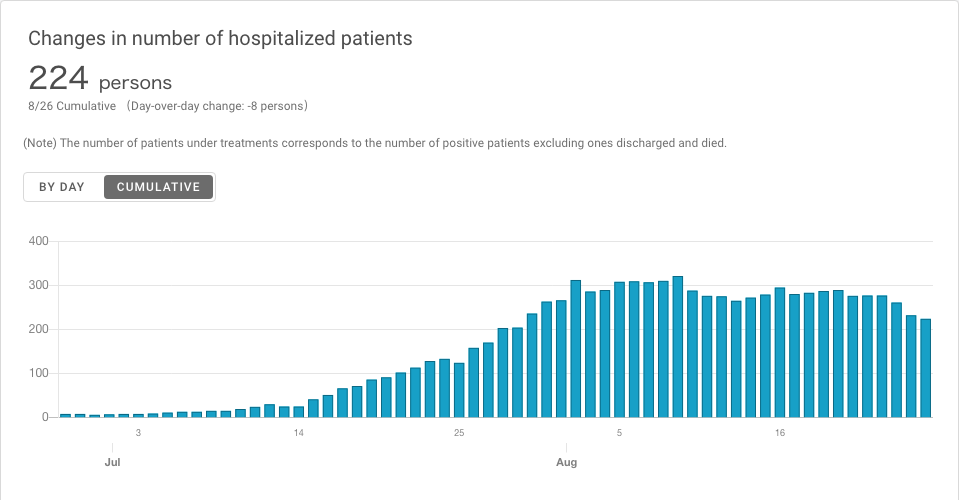 Changes in number of hospitalized patients
224 persons
8/26 Cumulative （Day-over-day change: -8 persons）
(Note) The number of patients under treatments corresponds to the number of positive patients excluding ones discharged and died.
BY DAY CUMULATIVE
400
300
200
100
0
3 14 25 5 16
Jul Aug